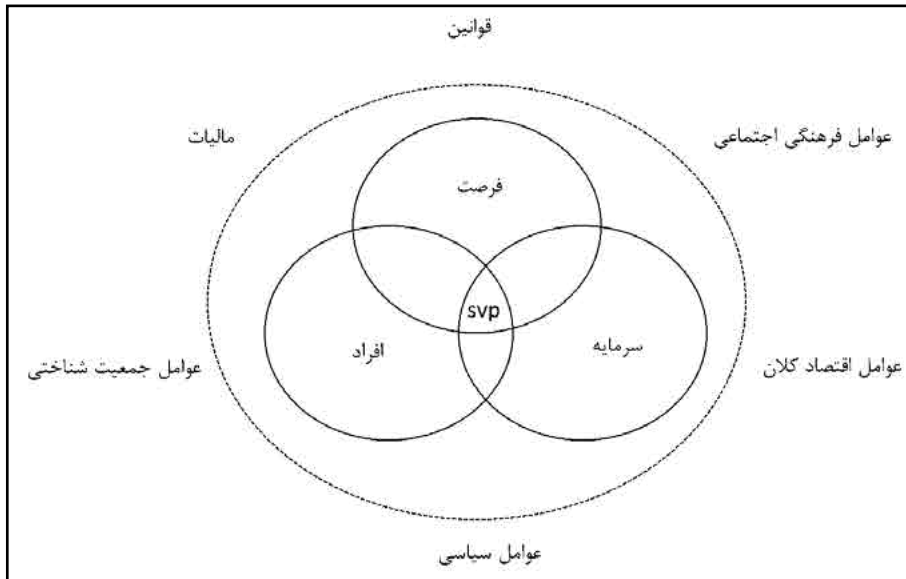 قوانین
عوامل فرهنگی اجتماعی
مالیات
فرصت
svp
سرمایه
افراد
عوامل اقتصاد کلان
عوامل جمعیت شناختی
عوامل سیاسی